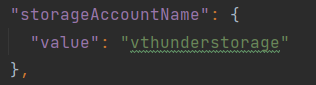 "storageAccountName": {
"value": "vthunderstorage"
},